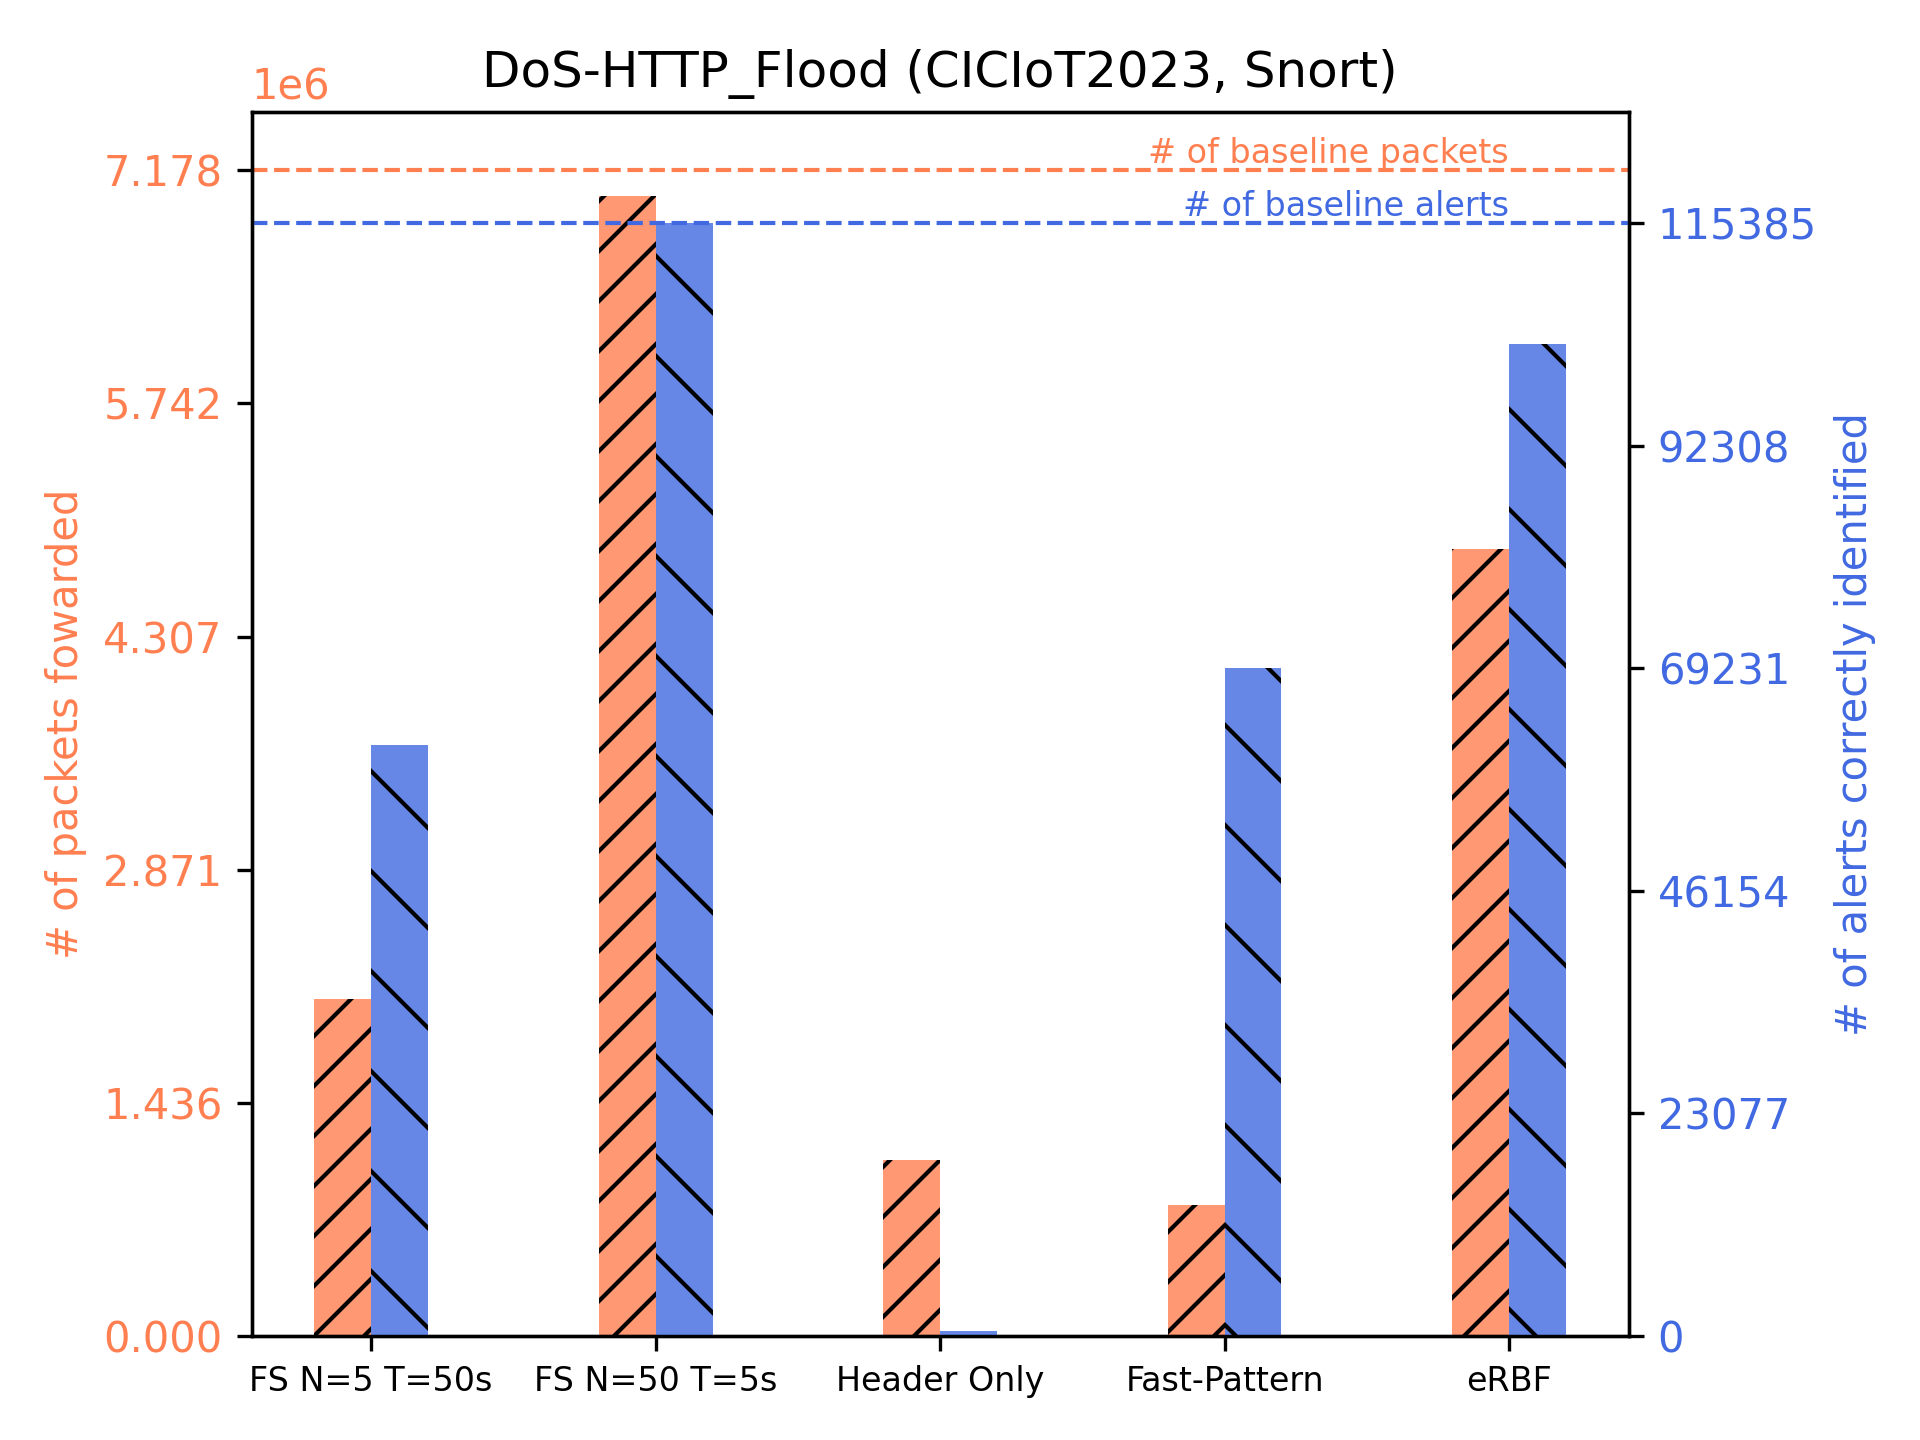 DoS-HTTP_Flood (CICIoT2023, Snort)
1e6
# of baseline packets
# of baseline alerts
7.178
5.742
4.307
2.871
1.436
0.000
# of packets fowarded
115385
92308
69231
46154
23077
0
# of alerts correctly identified
FS N=5 T=50s
FS N=50 T=5s
Header Only
Fast-Pattern
eRBF